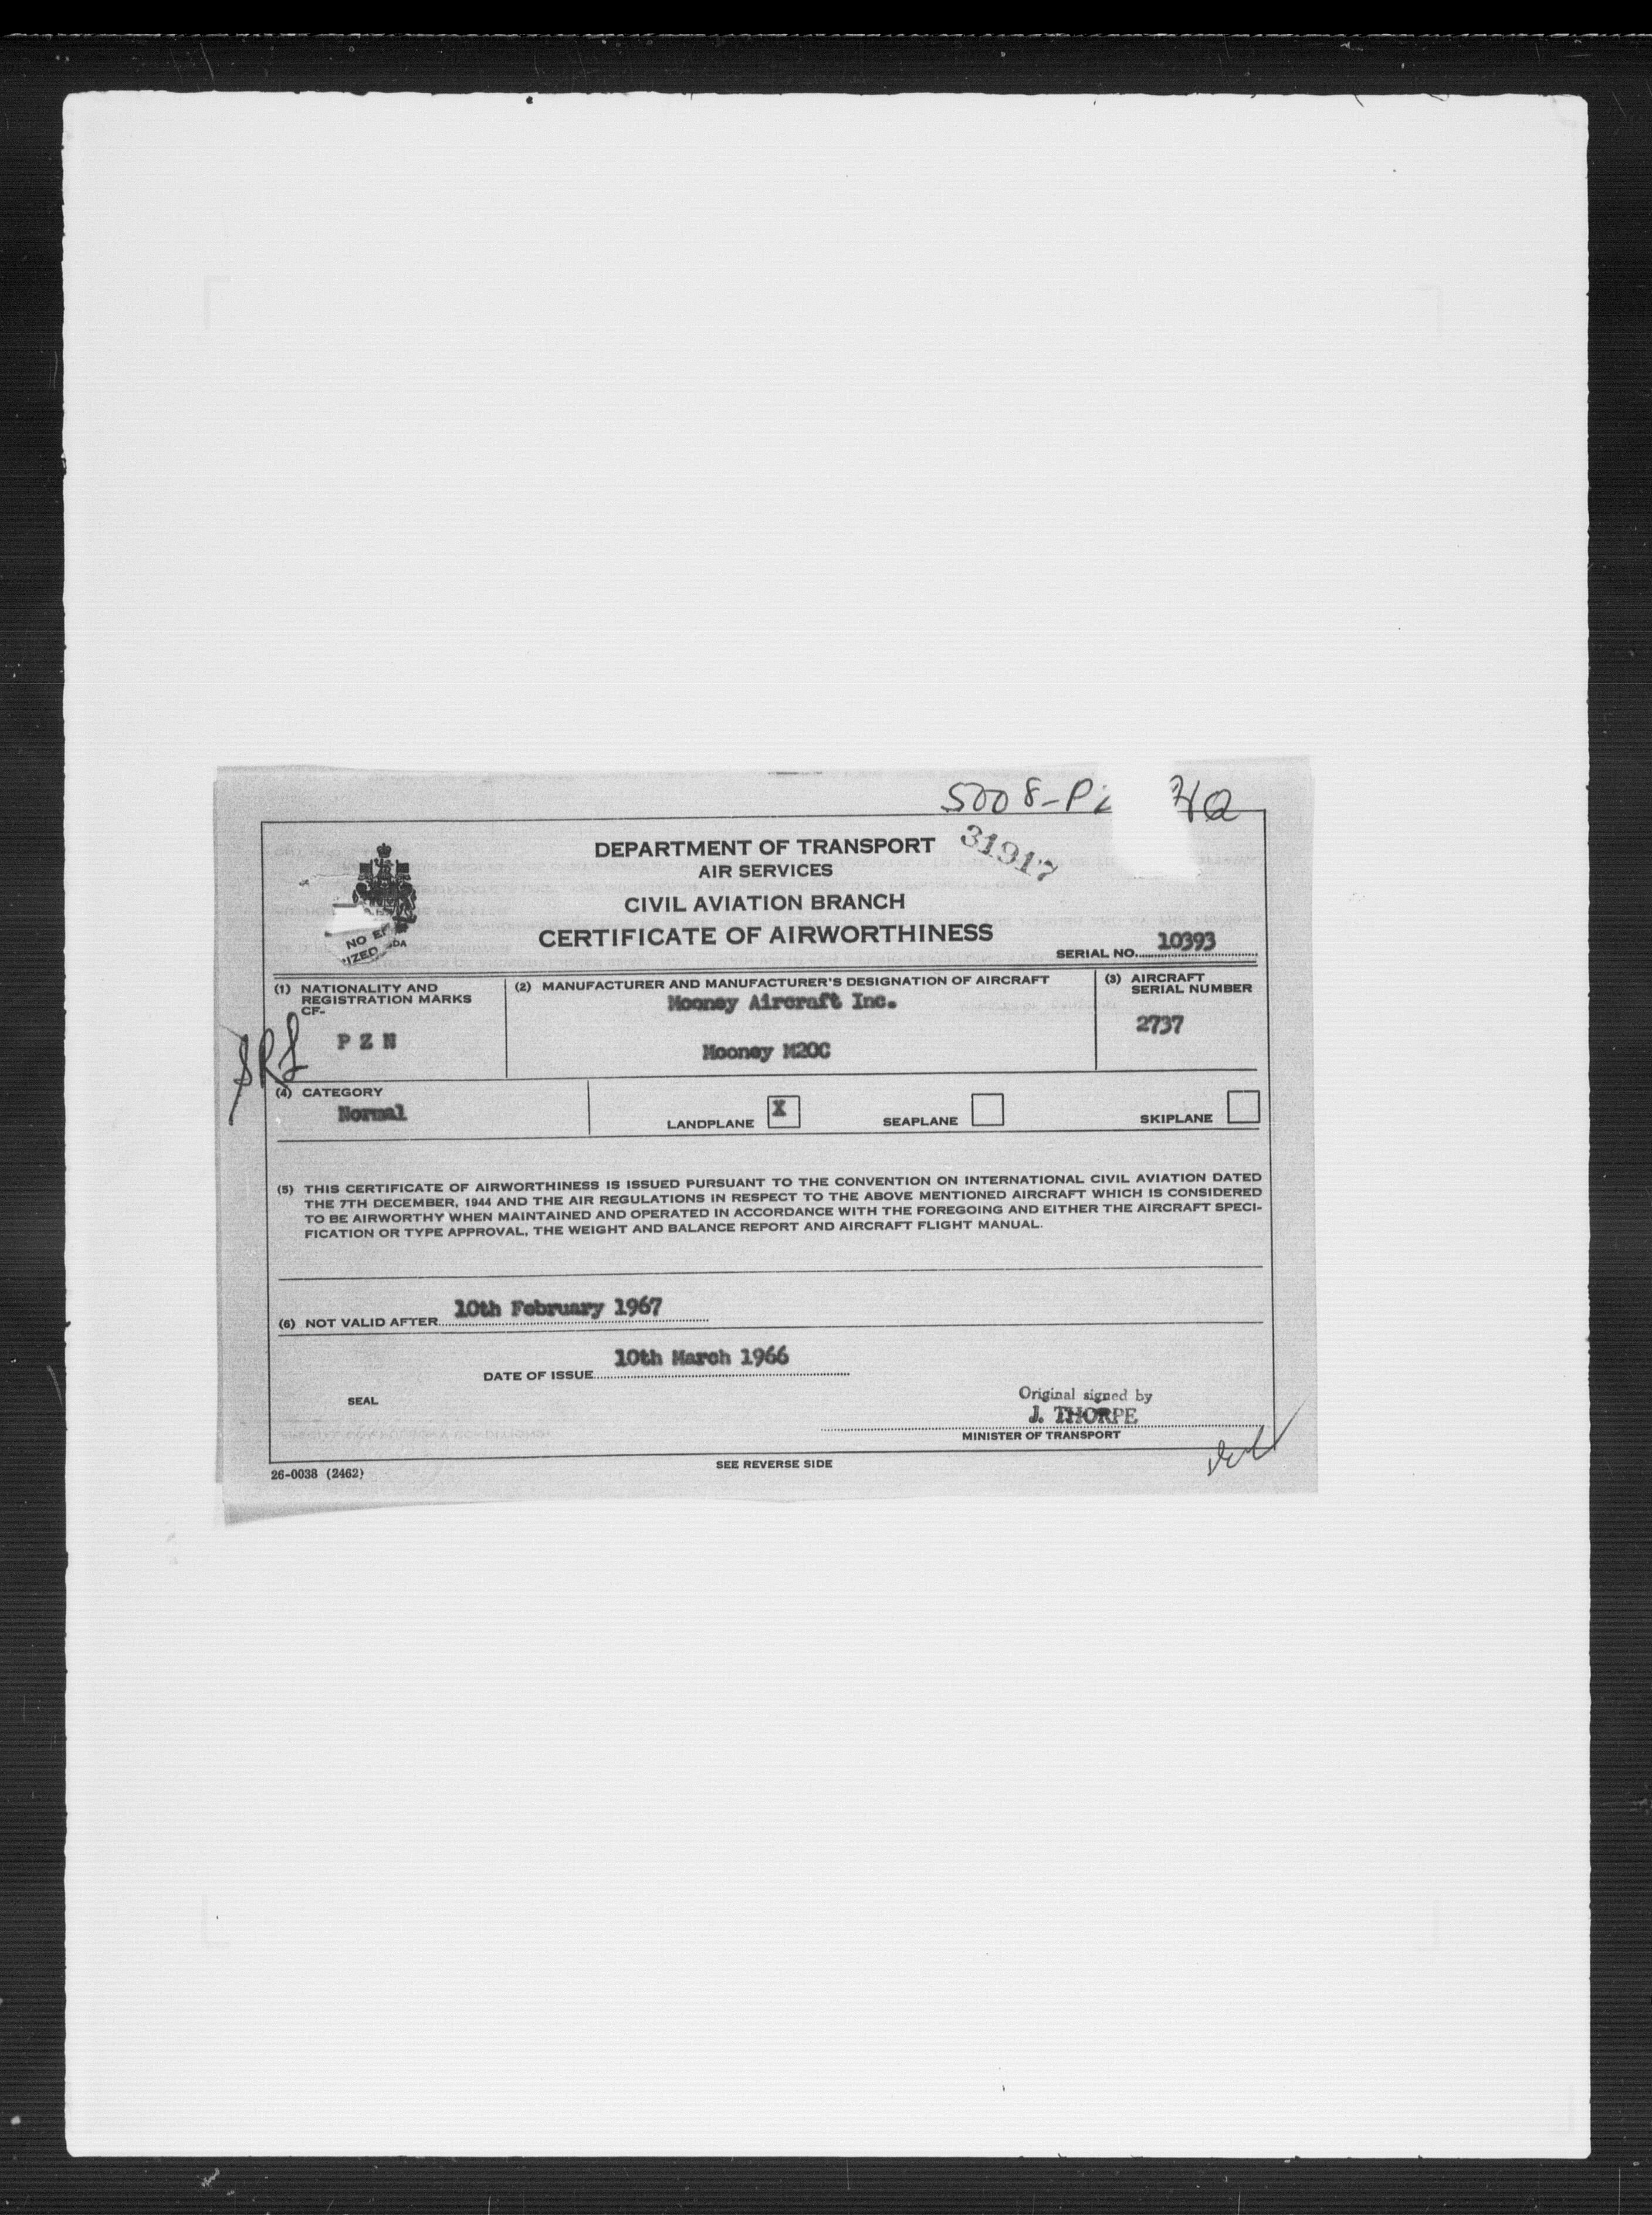 5008-P
31917
DEPARTMENT OF TRANSPORT
AIR SERVICES
CIVIL AVIATION BRANCH
CERTIFICATE OF AIRWORTHINESS
SERIAL NO. 10393
(1) NATIONALITY AND
REGISTRATION MARKS
CF-
P Z N
(2) MANUFACTURER AND MANUFACTURER'S DESIGNATION OF AIRCRAFT
Mooney Aircraft Inc.
Mooney M20C
(3) AIRCRAFT
SERIAL NUMBER
2737
(4) CATEGORY
Normal
LANDPLANE X SEAPLANE SKIPLANE
(5) THIS CERTIFICATE OF AIRWORTHINESS IS ISSUED PURSUANT TO THE CONVENTION ON INTERNATIONAL CIVIL AVIATION DATED
THE 7TH DECEMBER, 1944 AND THE AIR REGULATIONS IN RESPECT TO THE ABOVE MENTIONED AIRCRAFT WHICH IS CONSIDERED
TO BE AIRWORTHY WHEN MAINTAINED AND OPERATED IN ACCORDANCE WITH THE FOREGOING AND EITHER THE AIRCRAFT SPECI-
FICATION OR TYPE APPROVAL, THE WEIGHT AND BALANCE REPORT AND AIRCRAFT FLIGHT MANUAL.
(6) NOT VALID AFTER 10th February 1967
DATE OF ISSUE 10th March 1966
SEAL
Original signed by
J. THORPE
MINISTER OF TRANSPORT
26-0038 (2462)
SEE REVERSE SIDE